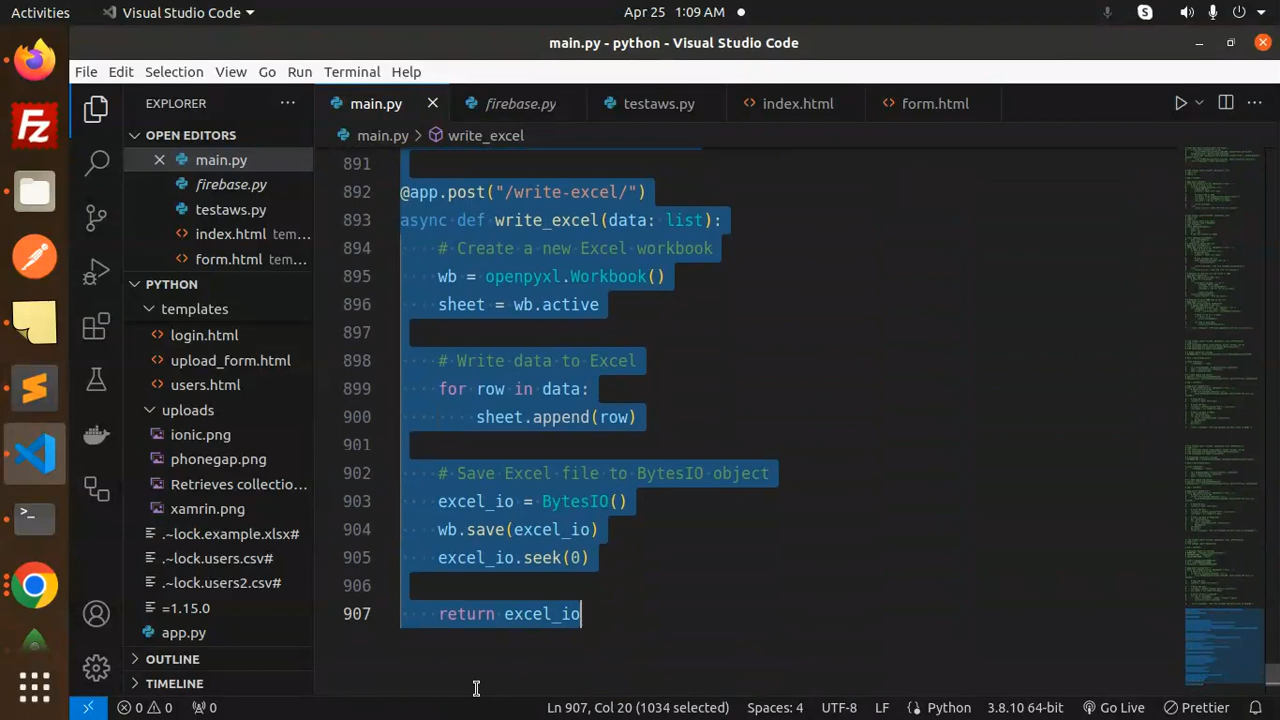 Activities
Visual Studio Code
Apr 25 1:09 AM
main.py - python - Visual Studio Code
File Edit Selection View Go Run Terminal Help
EXPLORER
main.py
firebase.py
testaws.py
index.html
form.html
main.py > write_excel
OPEN EDITORS
main.py
firebase.py
testaws.py
index.html tem...
form.html tem...
PYTHON
templates
login.html
upload_form.html
users.html
uploads
ionic.png
phonegap.png
Retrieves collectio...
xamrin.png
.~lock.example.xlsx#
.~lock.users.csv#
.~lock.users2.csv#
=1.15.0
app.py
OUTLINE
TIMELINE
891
892 @app.post("/write-excel/")
893 async def write_excel(data: list):
894 # Create a new Excel workbook
895 wb = openpyxl.Workbook()
896 sheet = wb.active
897
898 # Write data to Excel
899 for row in data:
900 sheet.append(row)
901
902 # Save Excel file to BytesIO object
903 excel_io = BytesIO()
904 wb.save(excel_io)
905 excel_io.seek(0)
906
907 return excel_io
0 0 0 Ln 907, Col 20 (1034 selected) Spaces: 4 UTF-8 LF Python 3.8.10 64-bit Go Live Prettier